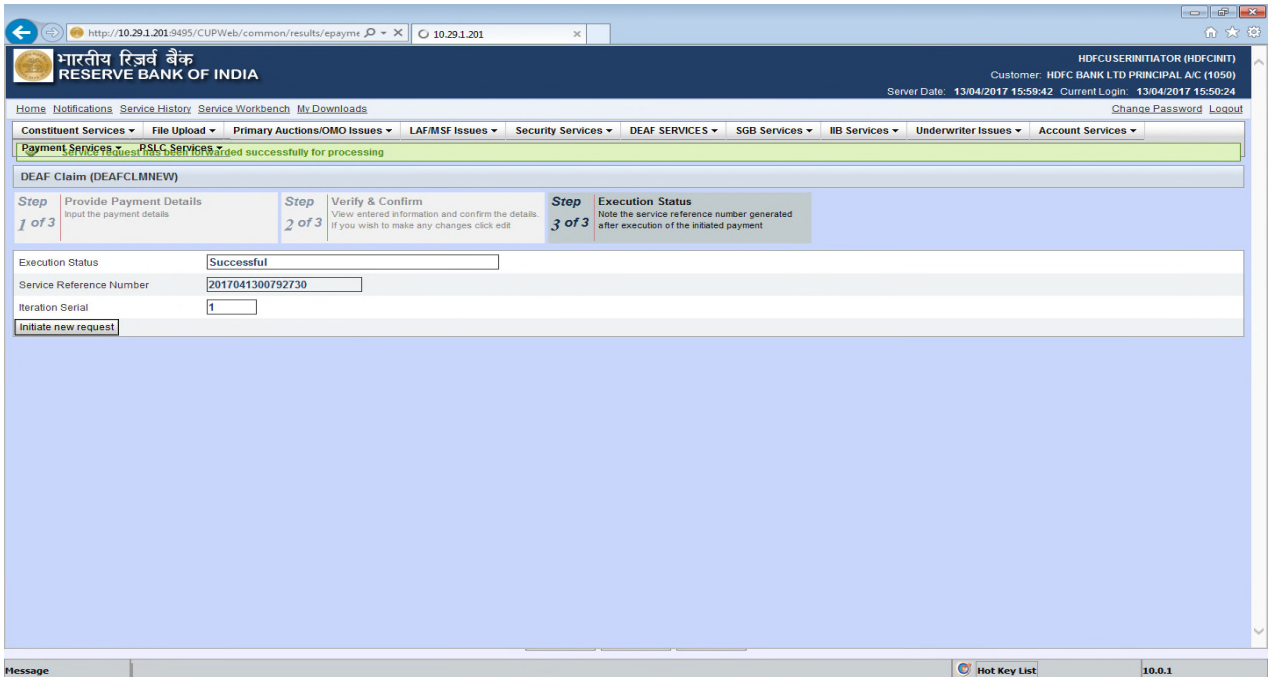 http://10.29.1.201:9495/CUPWeb/common/results/epayme
10.29.1.201
भारतीय रिज़र्व बैंक
RESERVE BANK OF INDIA
HDFCUSERINITIATOR (HDFCINIT)
Customer: HDFC BANK LTD PRINCIPAL A/C (1050)
Server Date: 13/04/2017 15:59:42 Current Login: 13/04/2017 15:50:24
Home Notifications Service History Service Workbench My Downloads
Change Password Logout
Constituent Services File Upload Primary Auctions/OMO Issues LAF/MSF Issues Security Services DEAF SERVICES SGB Services IIB Services Underwriter Issues Account Services
Payment Services PSLC Services
Service request has been forwarded successfully for processing
DEAF Claim (DEAFCLMNEW)
Step 1 of 3
Provide Payment Details
Input the payment details
Step 2 of 3
Verify & Confirm
View entered information and confirm the details.
If you wish to make any changes click edit
Step 3 of 3
Execution Status
Note the service reference number generated
after execution of the initiated payment
Execution Status Successful
Service Reference Number 2017041300792730
Iteration Serial 1
Initiate new request
Message Hot Key List 10.0.1